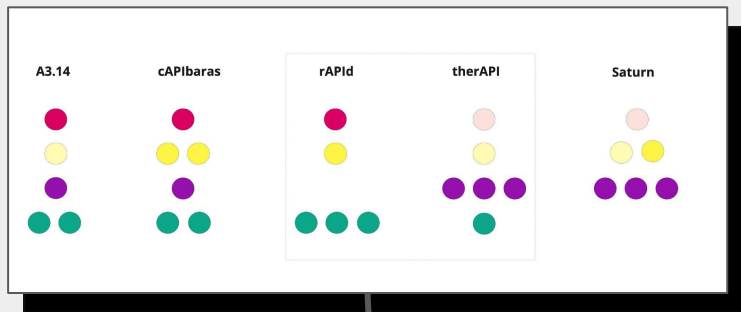 A3.14
cAPIbaras
rAPId
therAPI
Saturn